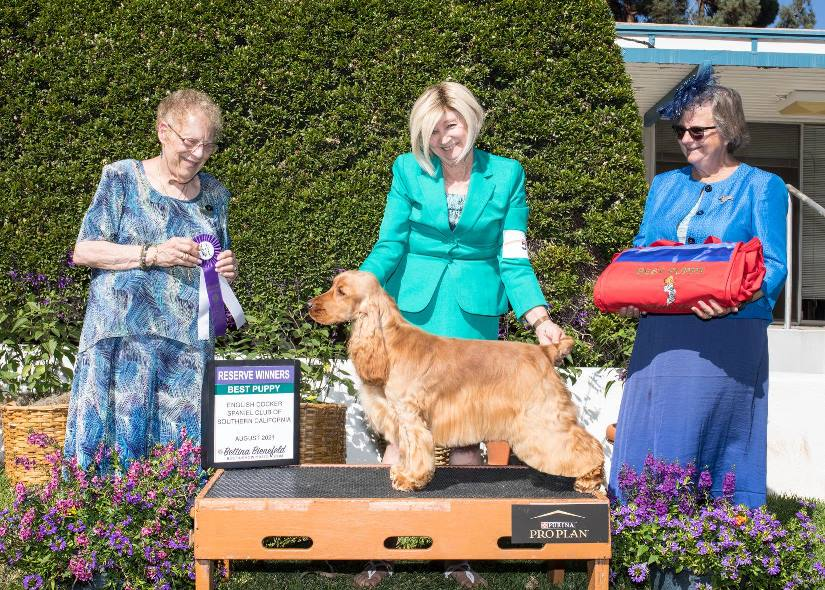 RESERVE WINNERS
BEST PUPPY
ENGLISH COCKER
SPANIEL CLUB OF
SOUTHERN CALIFORNIA
AUGUST 2021
Bettina Bienefeld
BEST PUPPY
PURINA
PRO PLAN